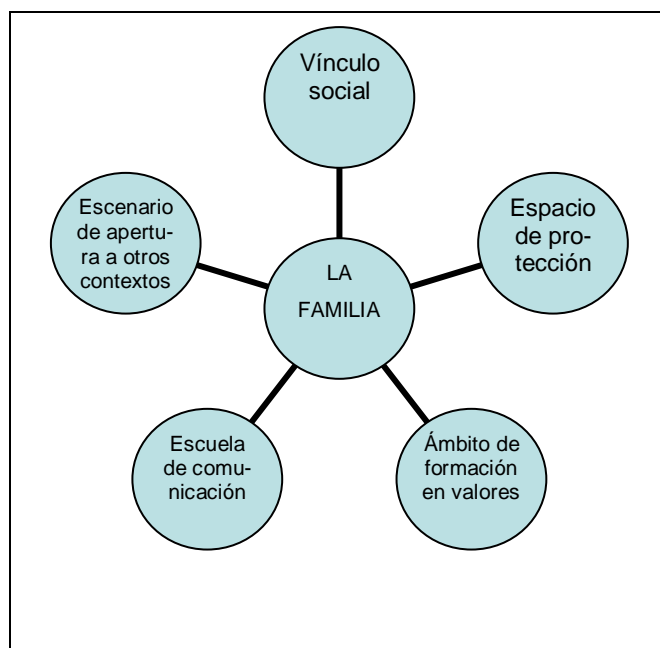 Vínculo
social
Escenario
de apertu-
ra a otros
contextos
Espacio
de pro-
tección
LA
FAMILIA
Escuela
de comu-
nicación
Ámbito de
formación
en valores